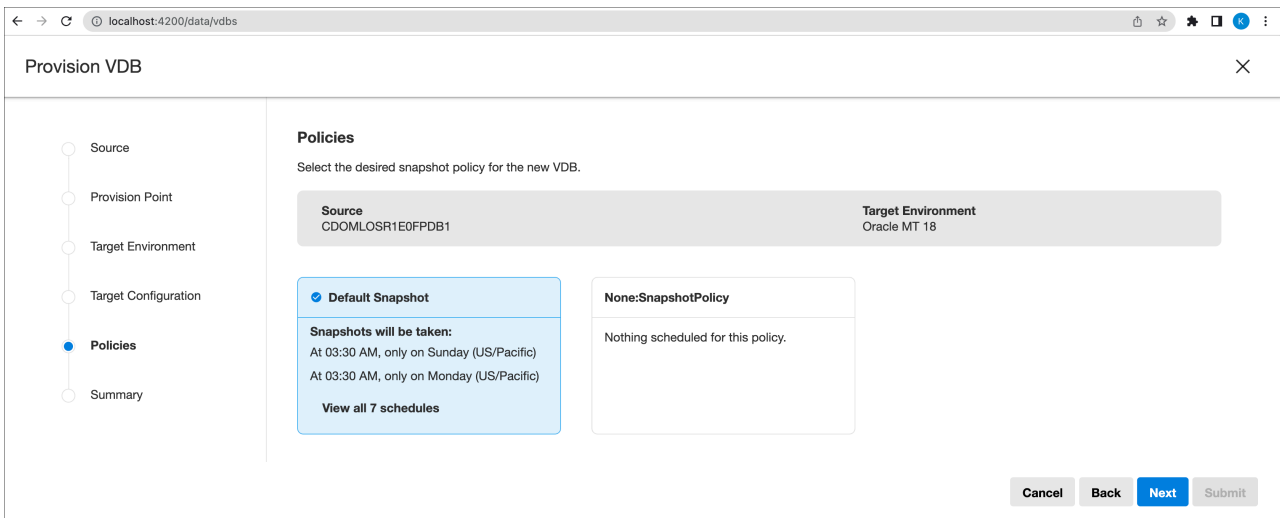 localhost:4200/data/vdbs
K
Provision VDB
Source
Provision Point
Target Environment
Target Configuration
Policies
Summary
Policies
Select the desired snapshot policy for the new VDB.
Source
CDOMLOSR1E0FPDB1
Target Environment
Oracle MT 18
Default Snapshot
Snapshots will be taken:
At 03:30 AM, only on Sunday (US/Pacific)
At 03:30 AM, only on Monday (US/Pacific)
View all 7 schedules
None:SnapshotPolicy
Nothing scheduled for this policy.
Cancel
Back
Next
Submit